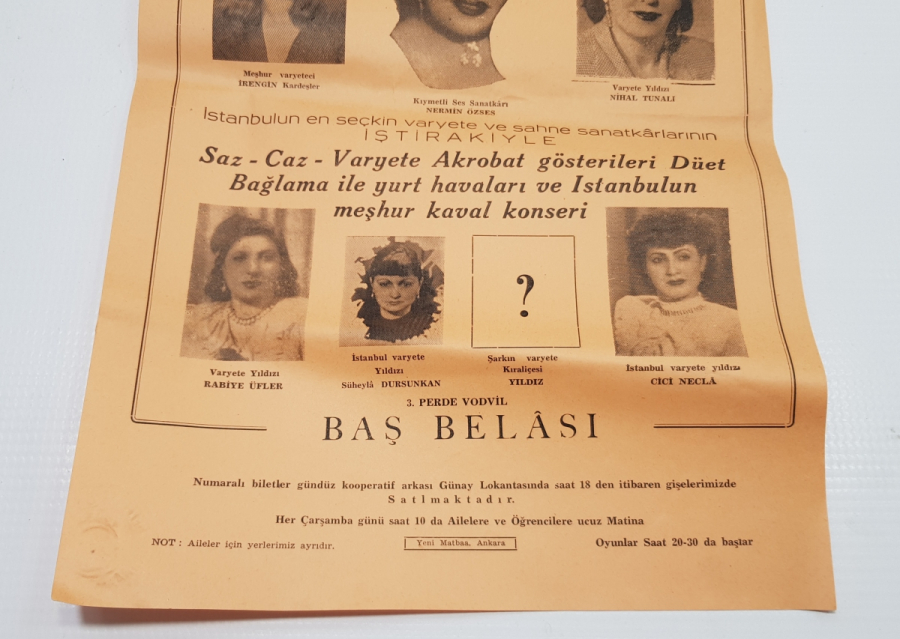 Meşhur varyeteci
İRENGİN Kardeşler
Kıymetli Ses Sanatkârı
NERMİN ÖZSES
Varyete Yıldızı
NİHAL TUNALI
İstanbulun en seçkin varyete ve sahne sanatkârlarının
İŞTİRAKİYLE
Saz - Caz - Varyete Akrobat gösterileri Düet
Bağlama ile yurt havaları ve Istanbulun
meşhur kaval konseri
Varyete Yıldızı
RABİYE ÜFLER
İstanbul varyete
Yıldızı
Süheylâ DURSUNKAN
?
Şarkın varyete
Kıraliçesi
YILDIZ
Istanbul varyete yıldızı
CİCİ NECLÂ
3. PERDE VODVİL
BAŞ BELÂSI
Numaralı biletler gündüz kooperatif arkası Günay Lokantasında saat 18 den itibaren gişelerimizde
Satlmaktadır.
Her Çarşamba günü saat 10 da Ailelere ve Öğrencilere ucuz Matina
NOT : Aileler için yerlerimiz ayrıdır.
Yeni Matbaa, Ankara
Oyunlar Saat 20-30 da başlar